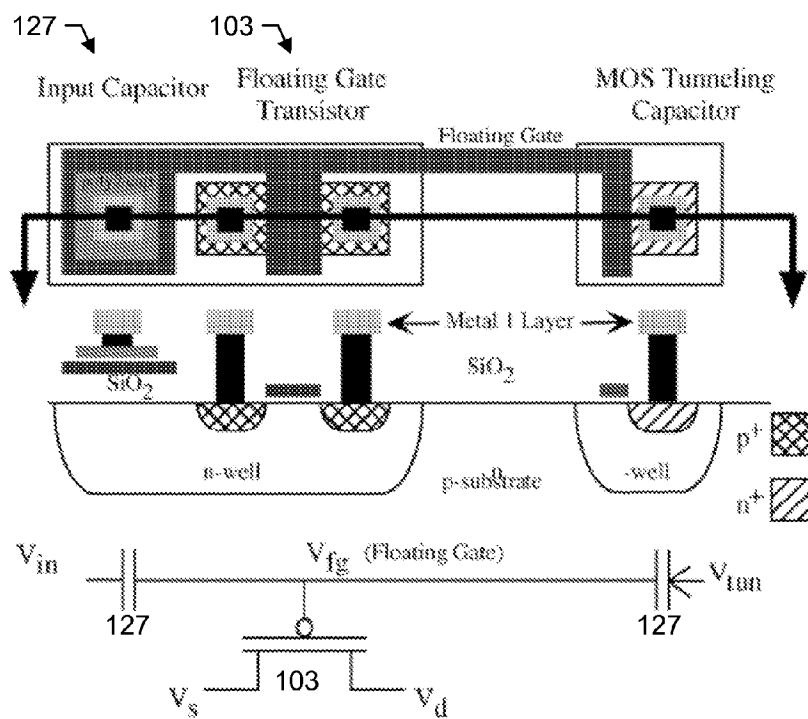 127
103
Input Capacitor
Floating Gate
Transistor
MOS Tunneling
Capacitor
Floating Gate
Metal 1 Layer
SiO2
SiO2
n-well
p-substrate
n
-well
p+
n+
Vin
Vfg (Floating Gate)
Vtun
127
127
103
Vs
Vd